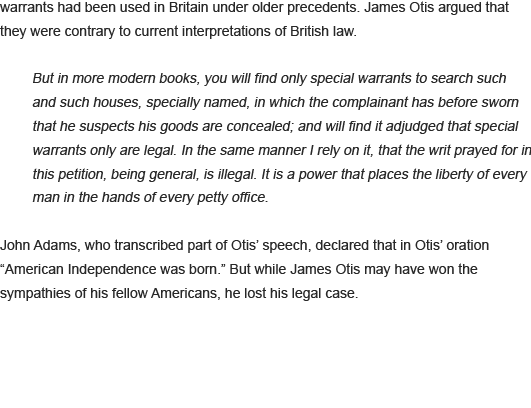 warrants had been used in Britain under older precedents. James Otis argued that
they were contrary to current interpretations of British law.
But in more modern books, you will find only special warrants to search such
and such houses, specially named, in which the complainant has before sworn
that he suspects his goods are concealed; and will find it adjudged that special
warrants only are legal. In the same manner I rely on it, that the writ prayed for in
this petition, being general, is illegal. It is a power that places the liberty of every
man in the hands of every petty office.
John Adams, who transcribed part of Otis’ speech, declared that in Otis’ oration
“American Independence was born.” But while James Otis may have won the
sympathies of his fellow Americans, he lost his legal case.